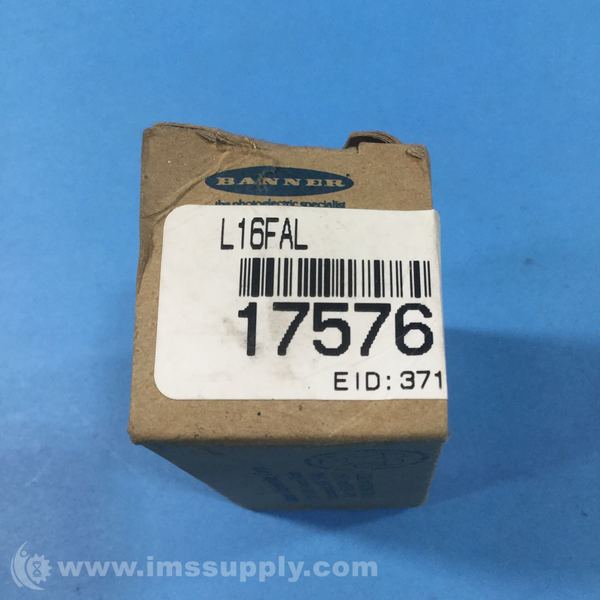 BANNER
the photoelectric specialist
L16FAL
17576
EID: 371
www.imssupply.com